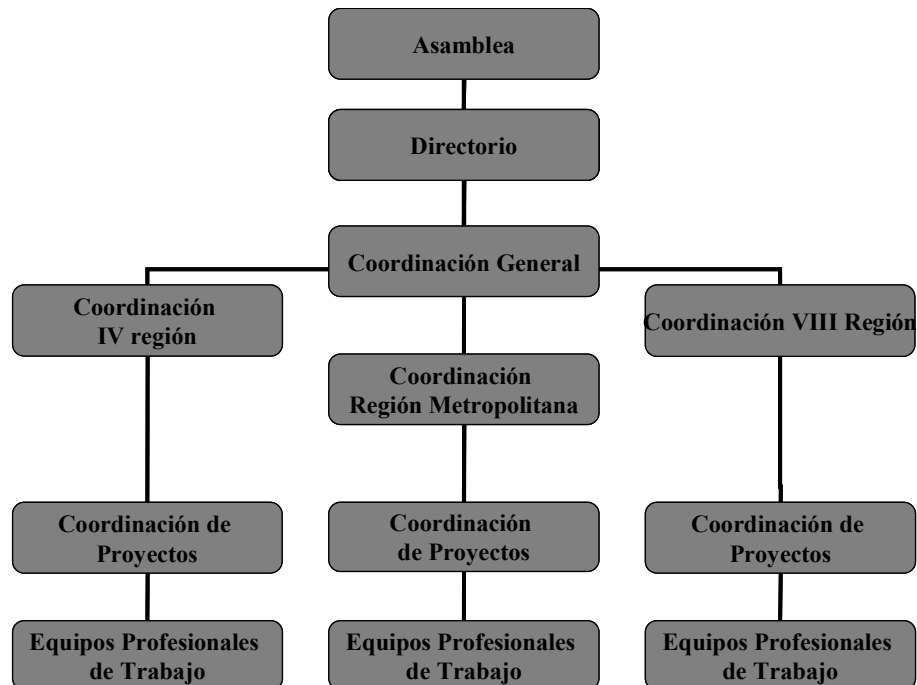 Asamblea
Directorio
Coordinación General
Coordinación
IV región
Coordinación VIII Región
Coordinación
Región Metropolitana
Coordinación de
Proyectos
Coordinación
de Proyectos
Coordinación de
Proyectos
Equipos Profesionales
de Trabajo
Equipos Profesionales
de Trabajo
Equipos Profesionales
de Trabajo